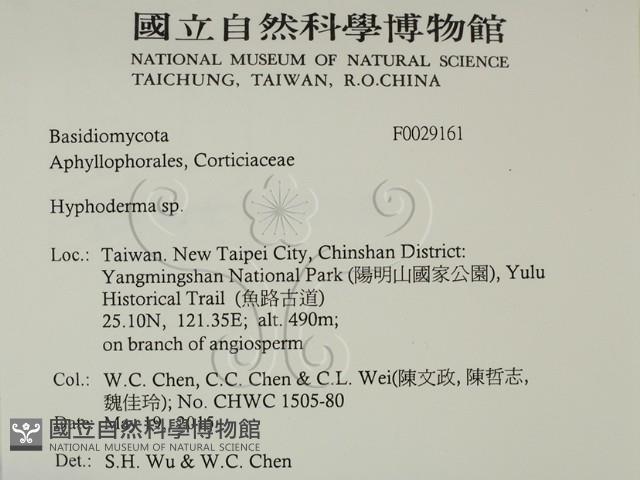 國立自然科學博物館
NATIONAL MUSEUM OF NATURAL SCIENCE
TAICHUNG, TAIWAN, R.O.CHINA
Basidiomycota F0029161
Aphyllophorales, Corticiaceae
Hyphoderma sp.
Loc.: Taiwan. New Taipei City, Chinshan District:
Yangmingshan National Park (陽明山國家公園), Yulu
Historical Trail (魚路古道)
25.10N, 121.35E; alt. 490m;
on branch of angiosperm
Col.: W.C. Chen, C.C. Chen & C.L. Wei(陳文政, 陳哲志,
魏佳玲); No. CHWC 1505-80
Date: May 19, 2015
國立自然科學博物館
NATIONAL MUSEUM OF NATURAL SCIENCE
Det.: S.H. Wu & W.C. Chen